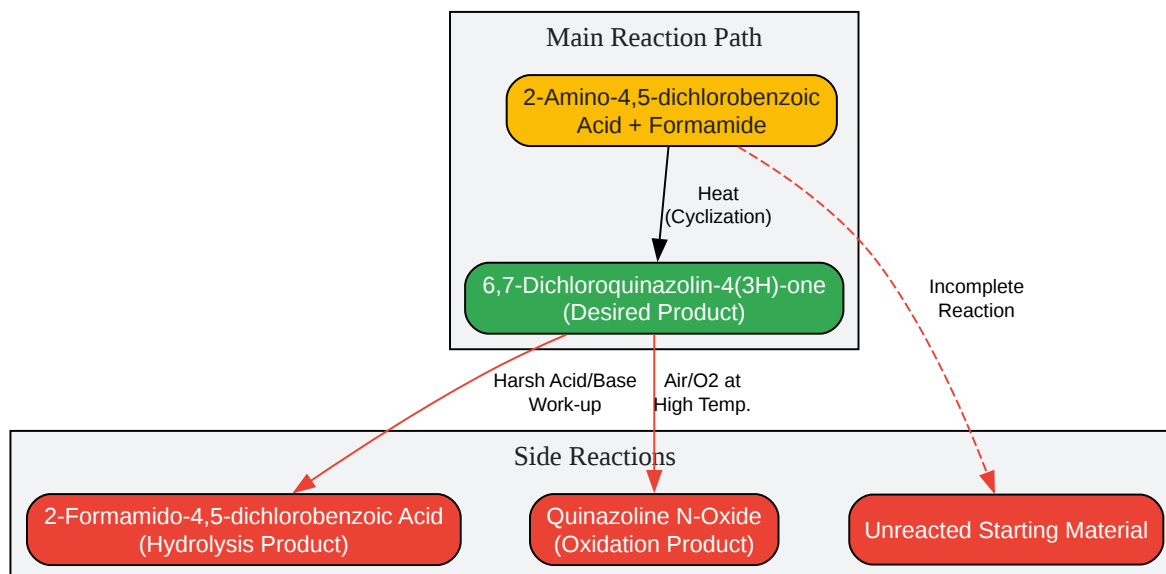 Main Reaction Path
2-Amino-4,5-dichlorobenzoic
Acid + Formamide
Heat
(Cyclization)
6,7-Dichloroquinazolin-4(3H)-one
(Desired Product)
Incomplete
Reaction
Harsh Acid/Base
Work-up
Air/O2 at
High Temp.
Side Reactions
2-Formamido-4,5-dichlorobenzoic Acid
(Hydrolysis Product)
Quinazoline N-Oxide
(Oxidation Product)
Unreacted Starting Material